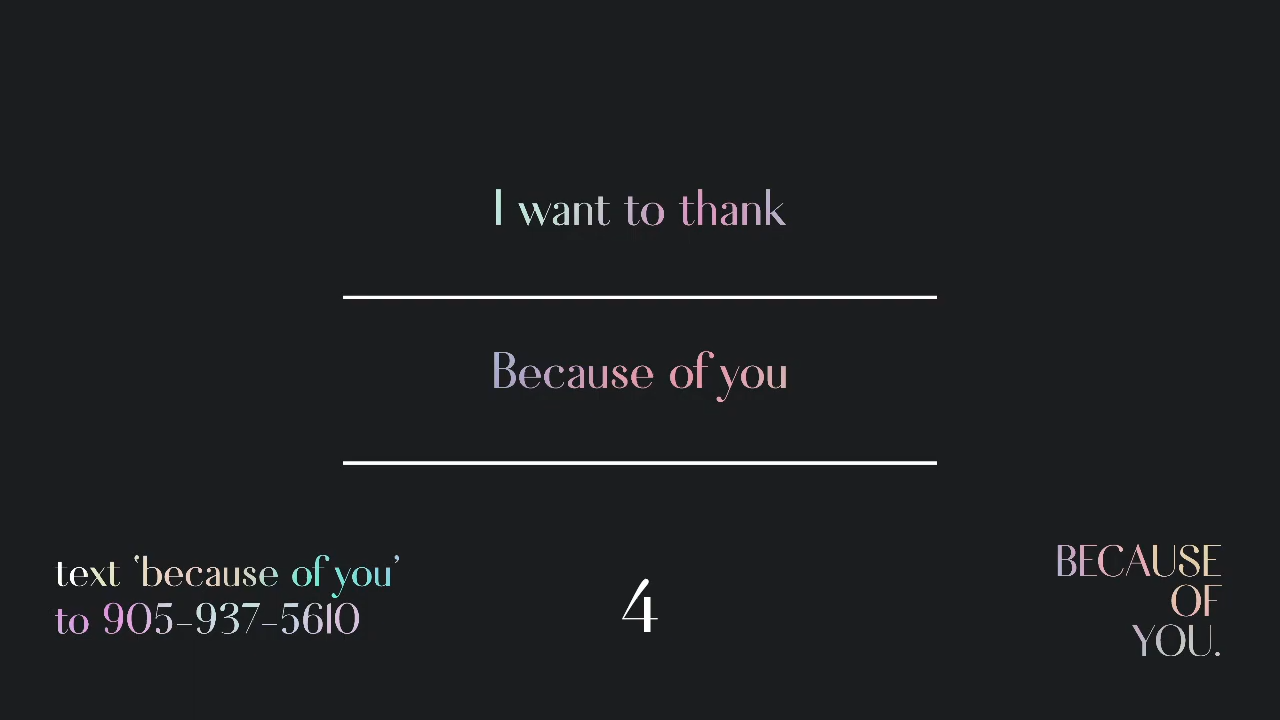 I want to thank
Because of you
text 'because of you'
to 905-937-5610
4
BECAUSE
OF
YOU.